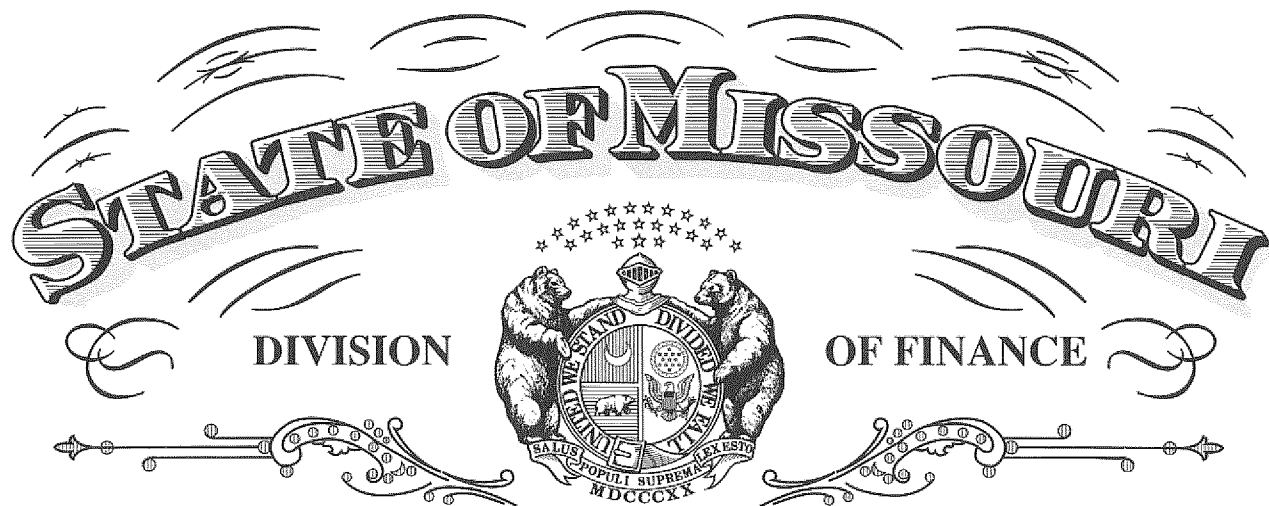 STATE OF MISSOURI
DIVISION OF FINANCE
UNITED WE STAND DIVIDED WE FALL
SALUS POPULI SUPREMA LEX ESTO
MDCCCXX